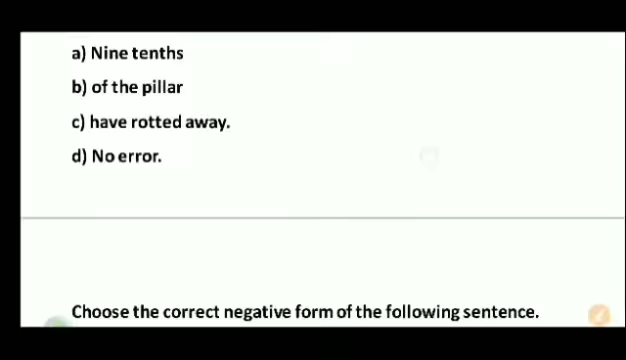 a) Nine tenths
b) of the pillar
c) have rotted away.
d) No error.
Choose the correct negative form of the following sentence.